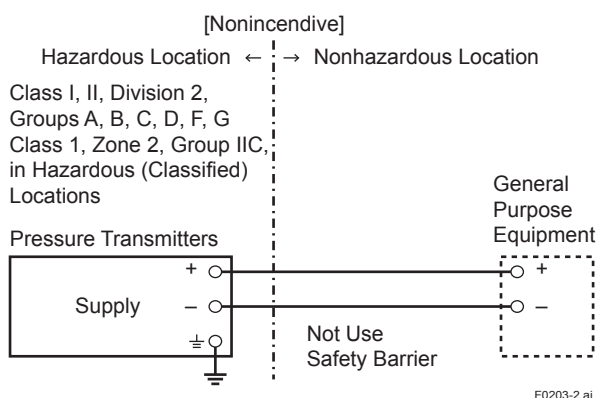 [Nonincendive]
Hazardous Location ← → Nonhazardous Location
Class I, II, Division 2,
Groups A, B, C, D, F, G
Class 1, Zone 2, Group IIC,
in Hazardous (Classified)
Locations
General
Purpose
Equipment
Pressure Transmitters
+ +
Supply – –
Not Use
Safety Barrier
F0203-2.ai